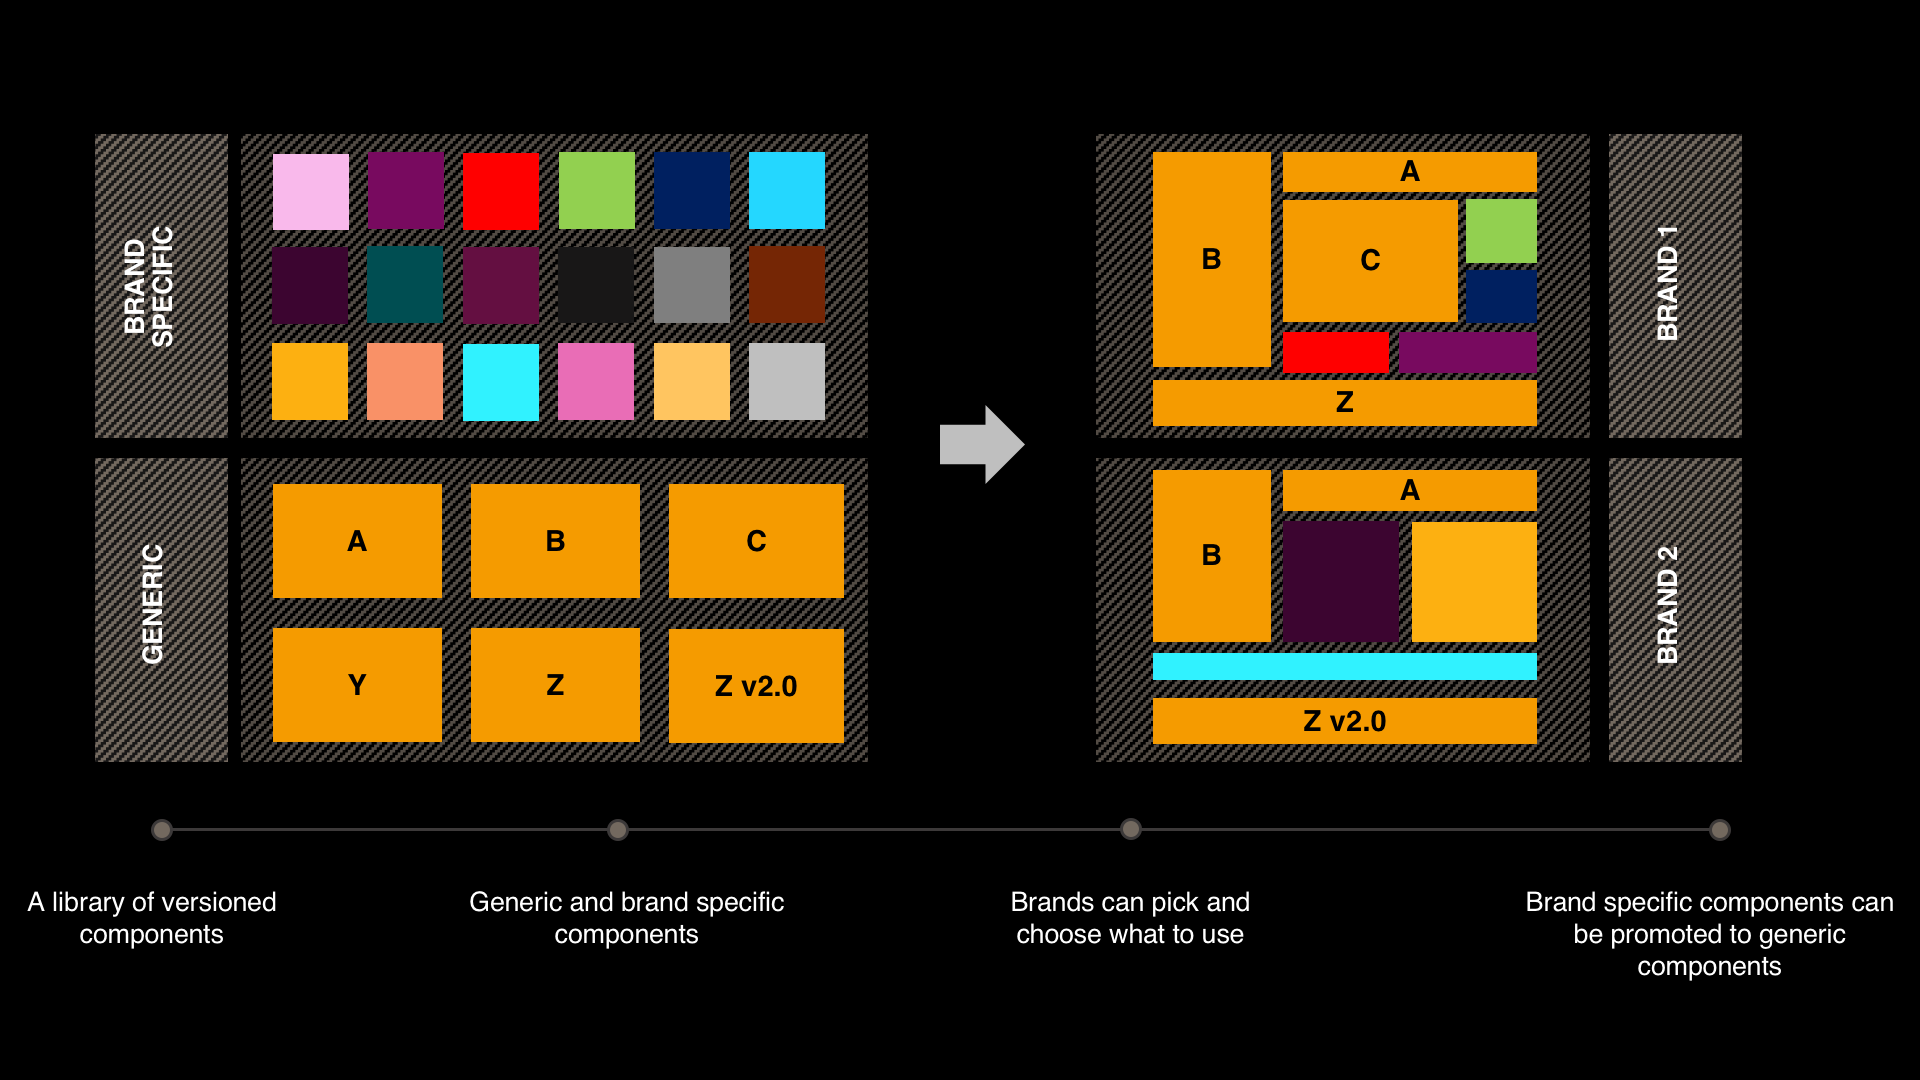 BRAND
SPECIFIC
GENERIC
A
B
C
Y
Z
Z v2.0
A
B
C
Z
BRAND 1
A
B
Z v2.0
BRAND 2
A library of versioned
components
Generic and brand specific
components
Brands can pick and
choose what to use
Brand specific components can
be promoted to generic
components